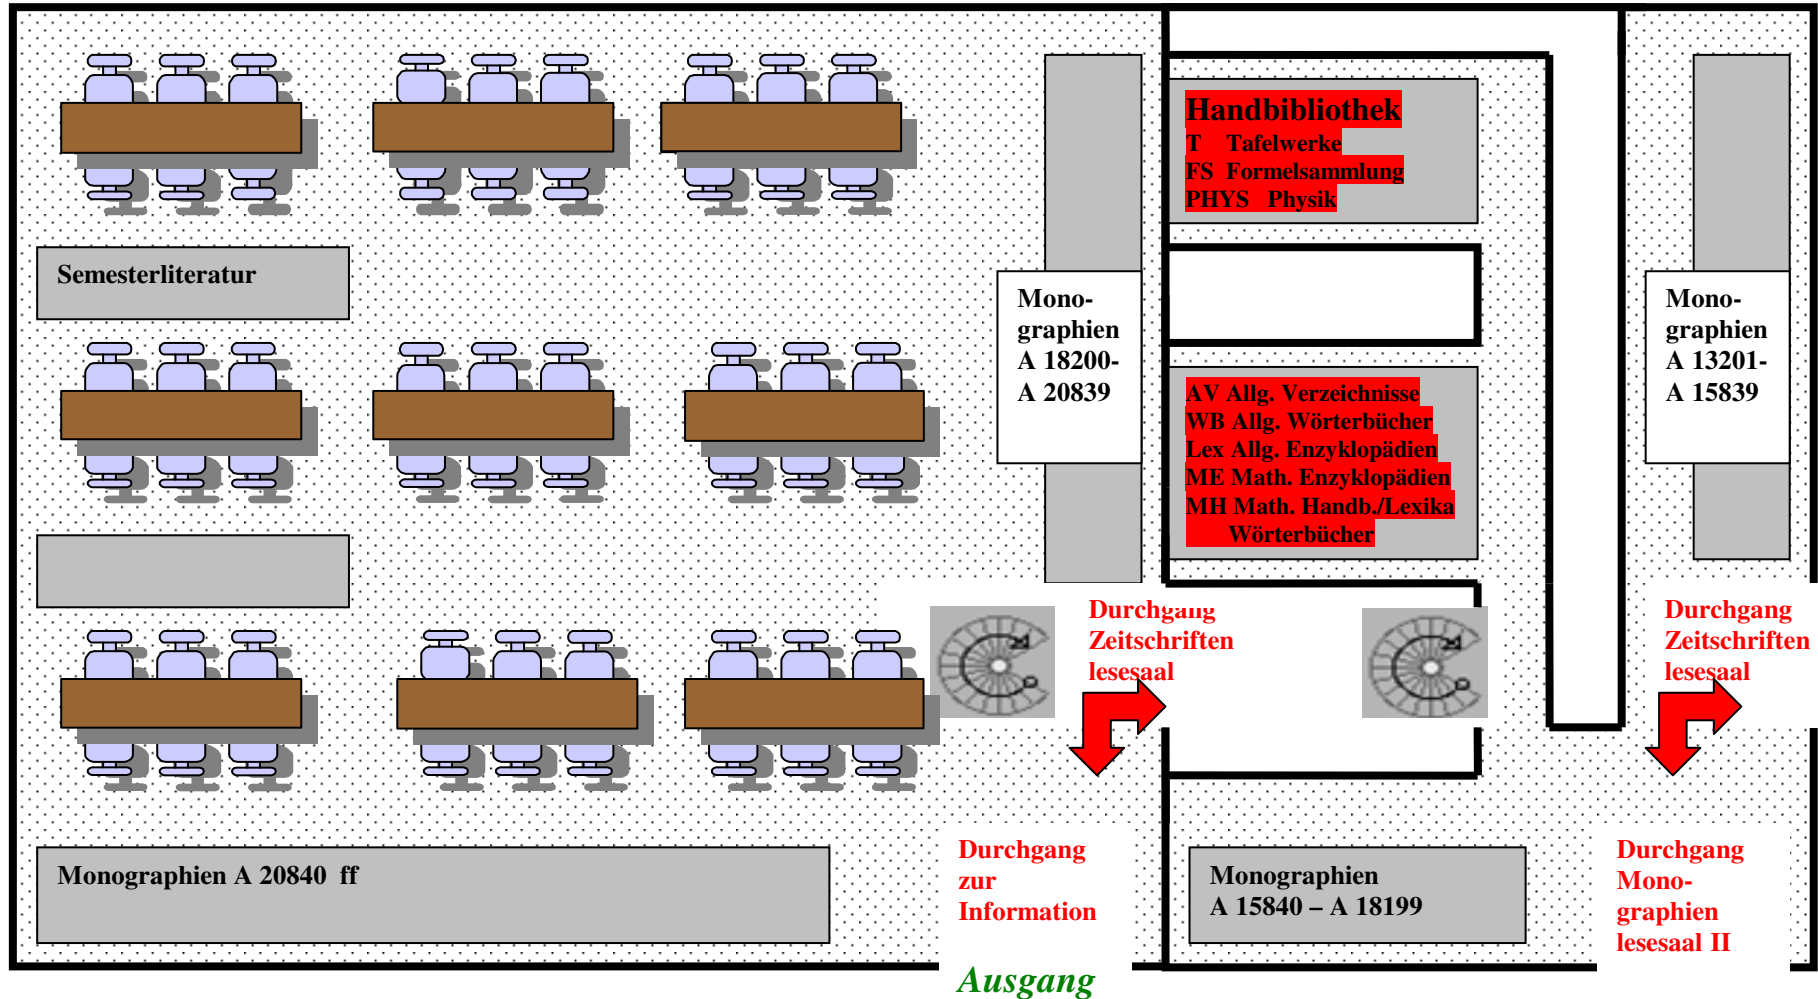 Handbibliothek
T Tafelwerke
FS Formelsammlung
PHYS Physik
Semesterliteratur
Mono-
graphien
A 18200-
A 20839
Mono-
graphien
A 13201-
A 15839
AV Allg. Verzeichnisse
WB Allg. Wörterbücher
Lex Allg. Enzyklopädien
ME Math. Enzyklopädien
MH Math. Handb./Lexika
Wörterbücher
Durchgang
Zeitschriften
lesesaal
Durchgang
Zeitschriften
lesesaal
Monographien A 20840 ff
Durchgang
zur
Information
Monographien
A 15840 – A 18199
Durchgang
Mono-
graphien
lesesaal II
Ausgang